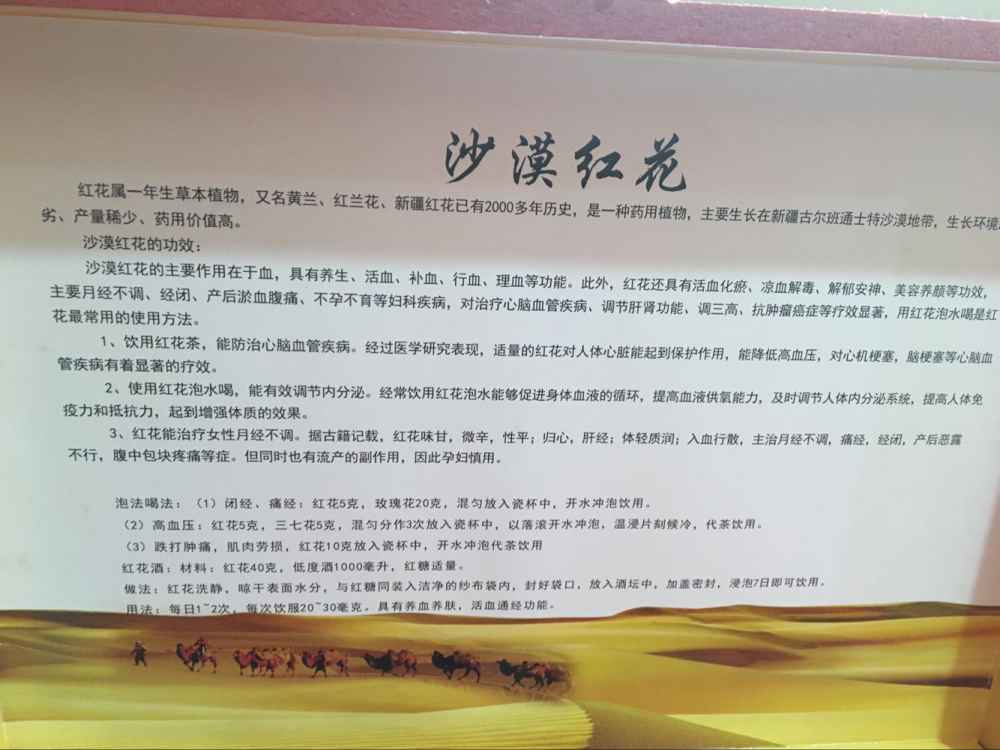 沙漠红花
红花属一年生草本植物，又名黄兰、红兰花、新疆红花已有2000多年历史，是一种药用植物，主要生长在新疆古尔班通士特沙漠地带，生长环境
劣、产量稀少、药用价值高。
沙漠红花的功效：
沙漠红花的主要作用在于血，具有养生、活血、补血、行血、理血等功能。此外，红花还具有活血化瘀、凉血解毒、解郁安神、美容养颜等功效，
主要月经不调、经闭、产后淤血腹痛、不孕不育等妇科疾病，对治疗心脑血管疾病、调节肝肾功能、调三高、抗肿瘤癌症等疗效显著，用红花泡水喝是红
花最常用的使用方法。
1、饮用红花茶，能防治心脑血管疾病。经过医学研究表现，适量的红花对人体心脏能起到保护作用，能降低高血压，对心机梗塞，脑梗塞等心脑血
管疾病有着显著的疗效。
2、使用红花泡水喝，能有效调节内分泌。经常饮用红花泡水能够促进身体血液的循环，提高血液供氧能力，及时调节人体内分泌系统，提高人体免
疫力和抵抗力，起到增强体质的效果。
3、红花能治疗女性月经不调。据古籍记载，红花味甘，微辛，性平；归心，肝经；体轻质润；入血行散，主治月经不调，痛经，经闭，产后恶露
不行，腹中包块疼痛等症。但同时也有流产的副作用，因此孕妇慎用。
泡法喝法：（1）闭经、痛经：红花5克，玫瑰花20克，混匀放入瓷杯中，开水冲泡饮用。
（2）高血压：红花5克，三七花5克，混匀分作3次放入瓷杯中，以落滚开水冲泡，温浸片刻候冷，代茶饮用。
（3）跌打肿痛，肌肉劳损，红花10克放入瓷杯中，开水冲泡代茶饮用
红花酒：材料：红花40克，低度酒1000毫升，红糖适量。
做法：红花洗静，晾干表面水分，与红糖同装入洁净的纱布袋内，封好袋口，放入酒坛中，加盖密封，浸泡7日即可饮用。
用法：每日1~2次，每次饮服20~30毫克。具有养血养肤，活血通经功能。